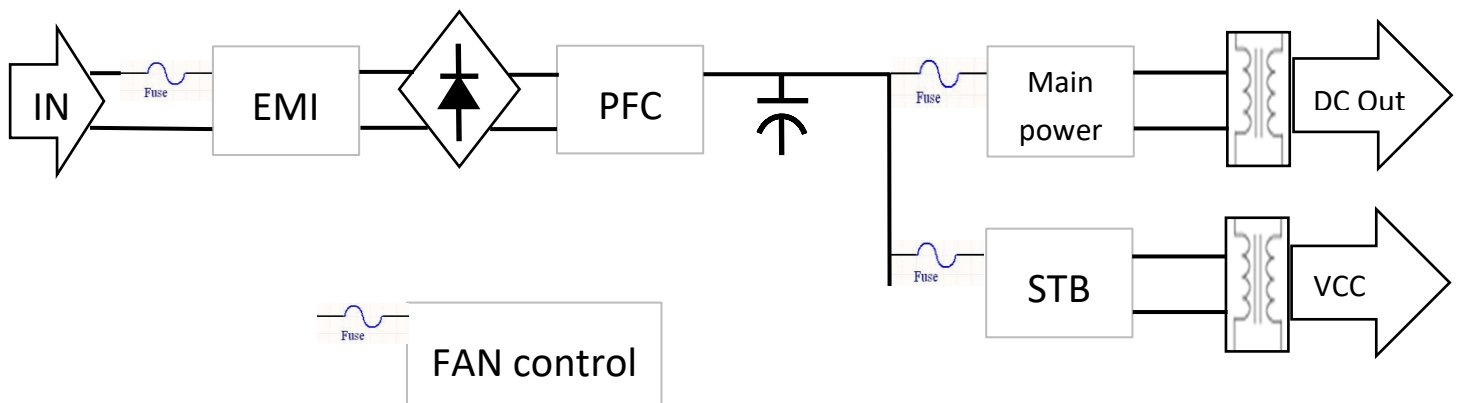 IN
Fuse
EMI
PFC
Fuse
Main
power
DC Out
Fuse
STB
VCC
Fuse
FAN control